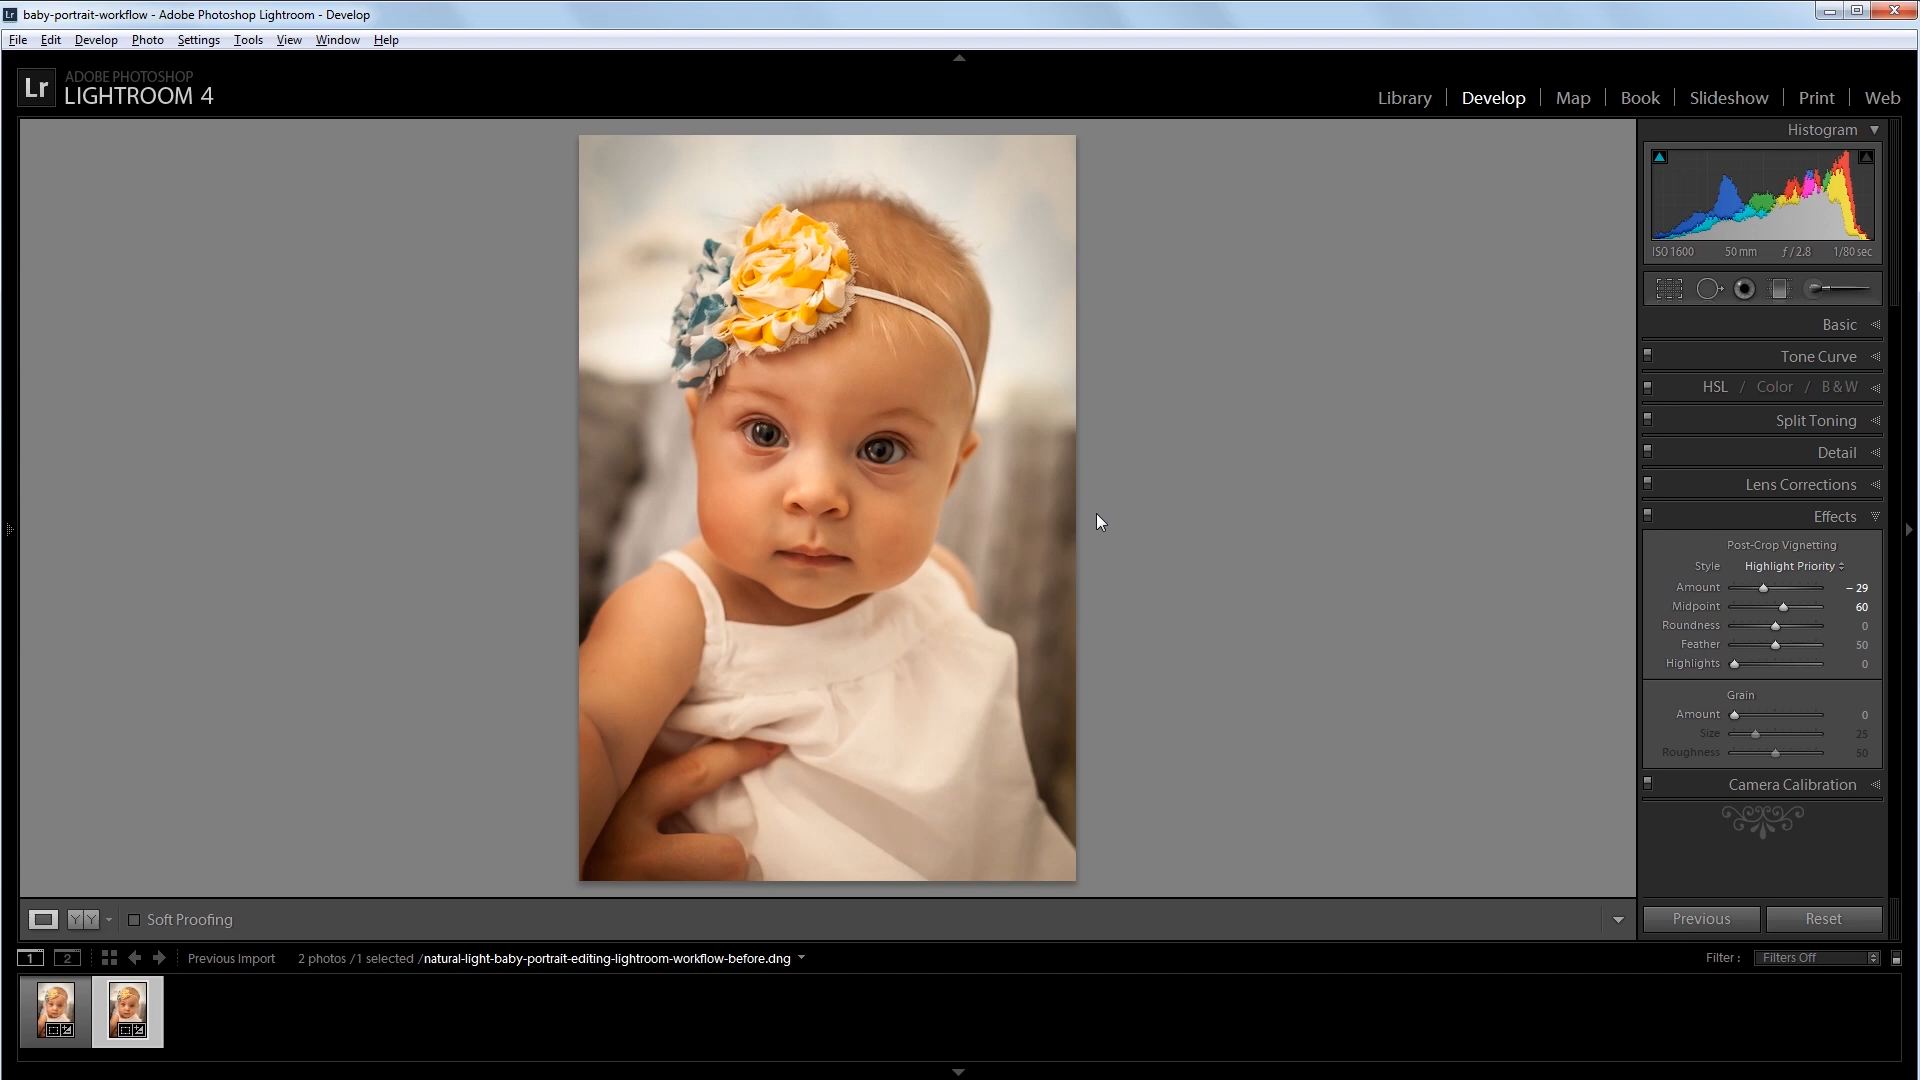 baby-portrait-workflow - Adobe Photoshop Lightroom - Develop
File Edit Develop Photo Settings Tools View Window Help
Lr ADOBE PHOTOSHOP
LIGHTROOM 4
Library | Develop | Map | Book | Slideshow | Print | Web
Histogram
ISO 1600 50 mm ƒ / 2.8 1/80 sec
Basic
Tone Curve
HSL / Color / B & W
Split Toning
Detail
Lens Corrections
Effects
Post-Crop Vignetting
Style Highlight Priority
Amount – 29
Midpoint 60
Roundness 0
Feather 50
Highlights 0
Grain
Amount 0
Size 25
Roughness 50
Camera Calibration
Y Y Soft Proofing
Previous Reset
1 2 Previous Import 2 photos /1 selected /natural-light-baby-portrait-editing-lightroom-workflow-before.dng Filter : Filters Off